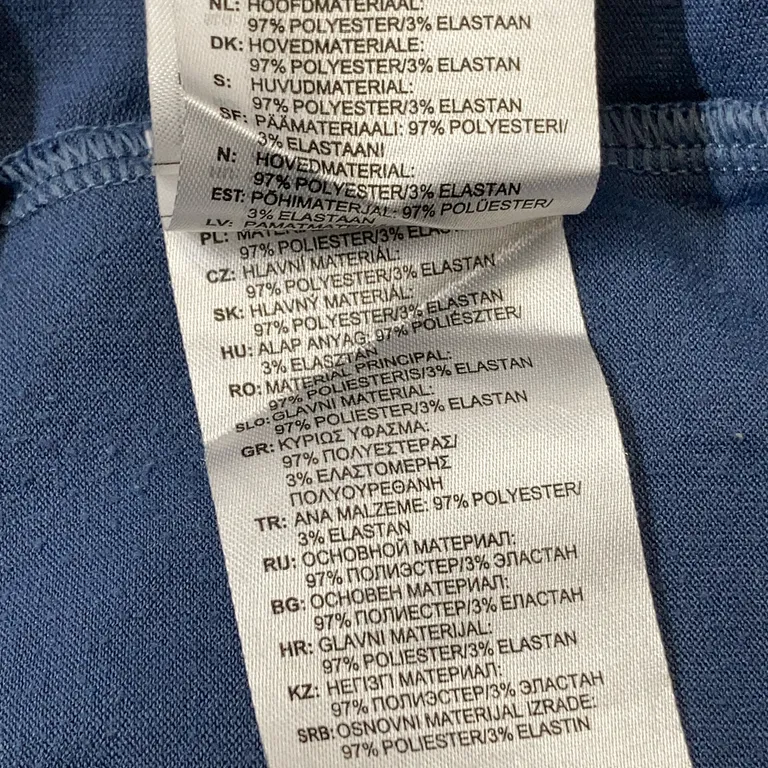 NL: HOOFDMATERIAAL:
97% POLYESTER/3% ELASTAAN
DK: HOVEDMATERIALE:
97% POLYESTER/3% ELASTAN
S: HUVUDMATERIAL:
97% POLYESTER/3% ELASTAN
SF: PÄÄMATERIAALI: 97% POLYESTERI/
3% ELASTAANI
N: HOVEDMATERIAL:
97% POLYESTER/3% ELASTAN
EST: PÕHIMATERJAL: 97% POLÜESTER/
3% ELASTAAN
LV: PAMATMATERIĀLS:
PL:
97% POLIESTER/3%
CZ: HLAVNÍ MATERIÁL:
97% POLYESTER/3% ELASTAN
SK: HLAVNÝ MATERIÁL:
97% POLYESTER/3% ELASTAN
HU: ALAP ANYAG: 97% POLIÉSZTER/
3% ELASZTÁN
RO: MATERIAL PRINCIPAL:
97% POLIESTERIS/3% ELASTAN
SLO: GLAVNI MATERIAL:
97% POLIESTER/3% ELASTAN
GR: ΚΥΡΙΩΣ ΥΦΑΣΜΑ:
97% ΠΟΛΥΕΣΤΕΡΑΣ/
3% ΕΛΑΣΤΟΜΕΡΗΣ
ΠΟΛΥΟΥΡΕΘΑΝΗ
TR: ANA MALZEME: 97% POLYESTER/
3% ELASTAN
RU: ОСНОВНОЙ МАТЕРИАЛ:
97% ПОЛИЭСТЕР/3% ЭЛАСТАН
BG: ОСНОВЕН МАТЕРИАЛ:
97% ПОЛИЕСТЕР/3% ЕЛАСТАН
HR: GLAVNI MATERIJAL:
97% POLIESTER/3% ELASTAN
KZ: НЕГІЗГІ МАТЕРИАЛ:
97% ПОЛИЭСТЕР/3% ЭЛАСТАН
SRB: OSNOVNI MATERIJAL IZRADE:
97% POLIESTER/3% ELASTIN